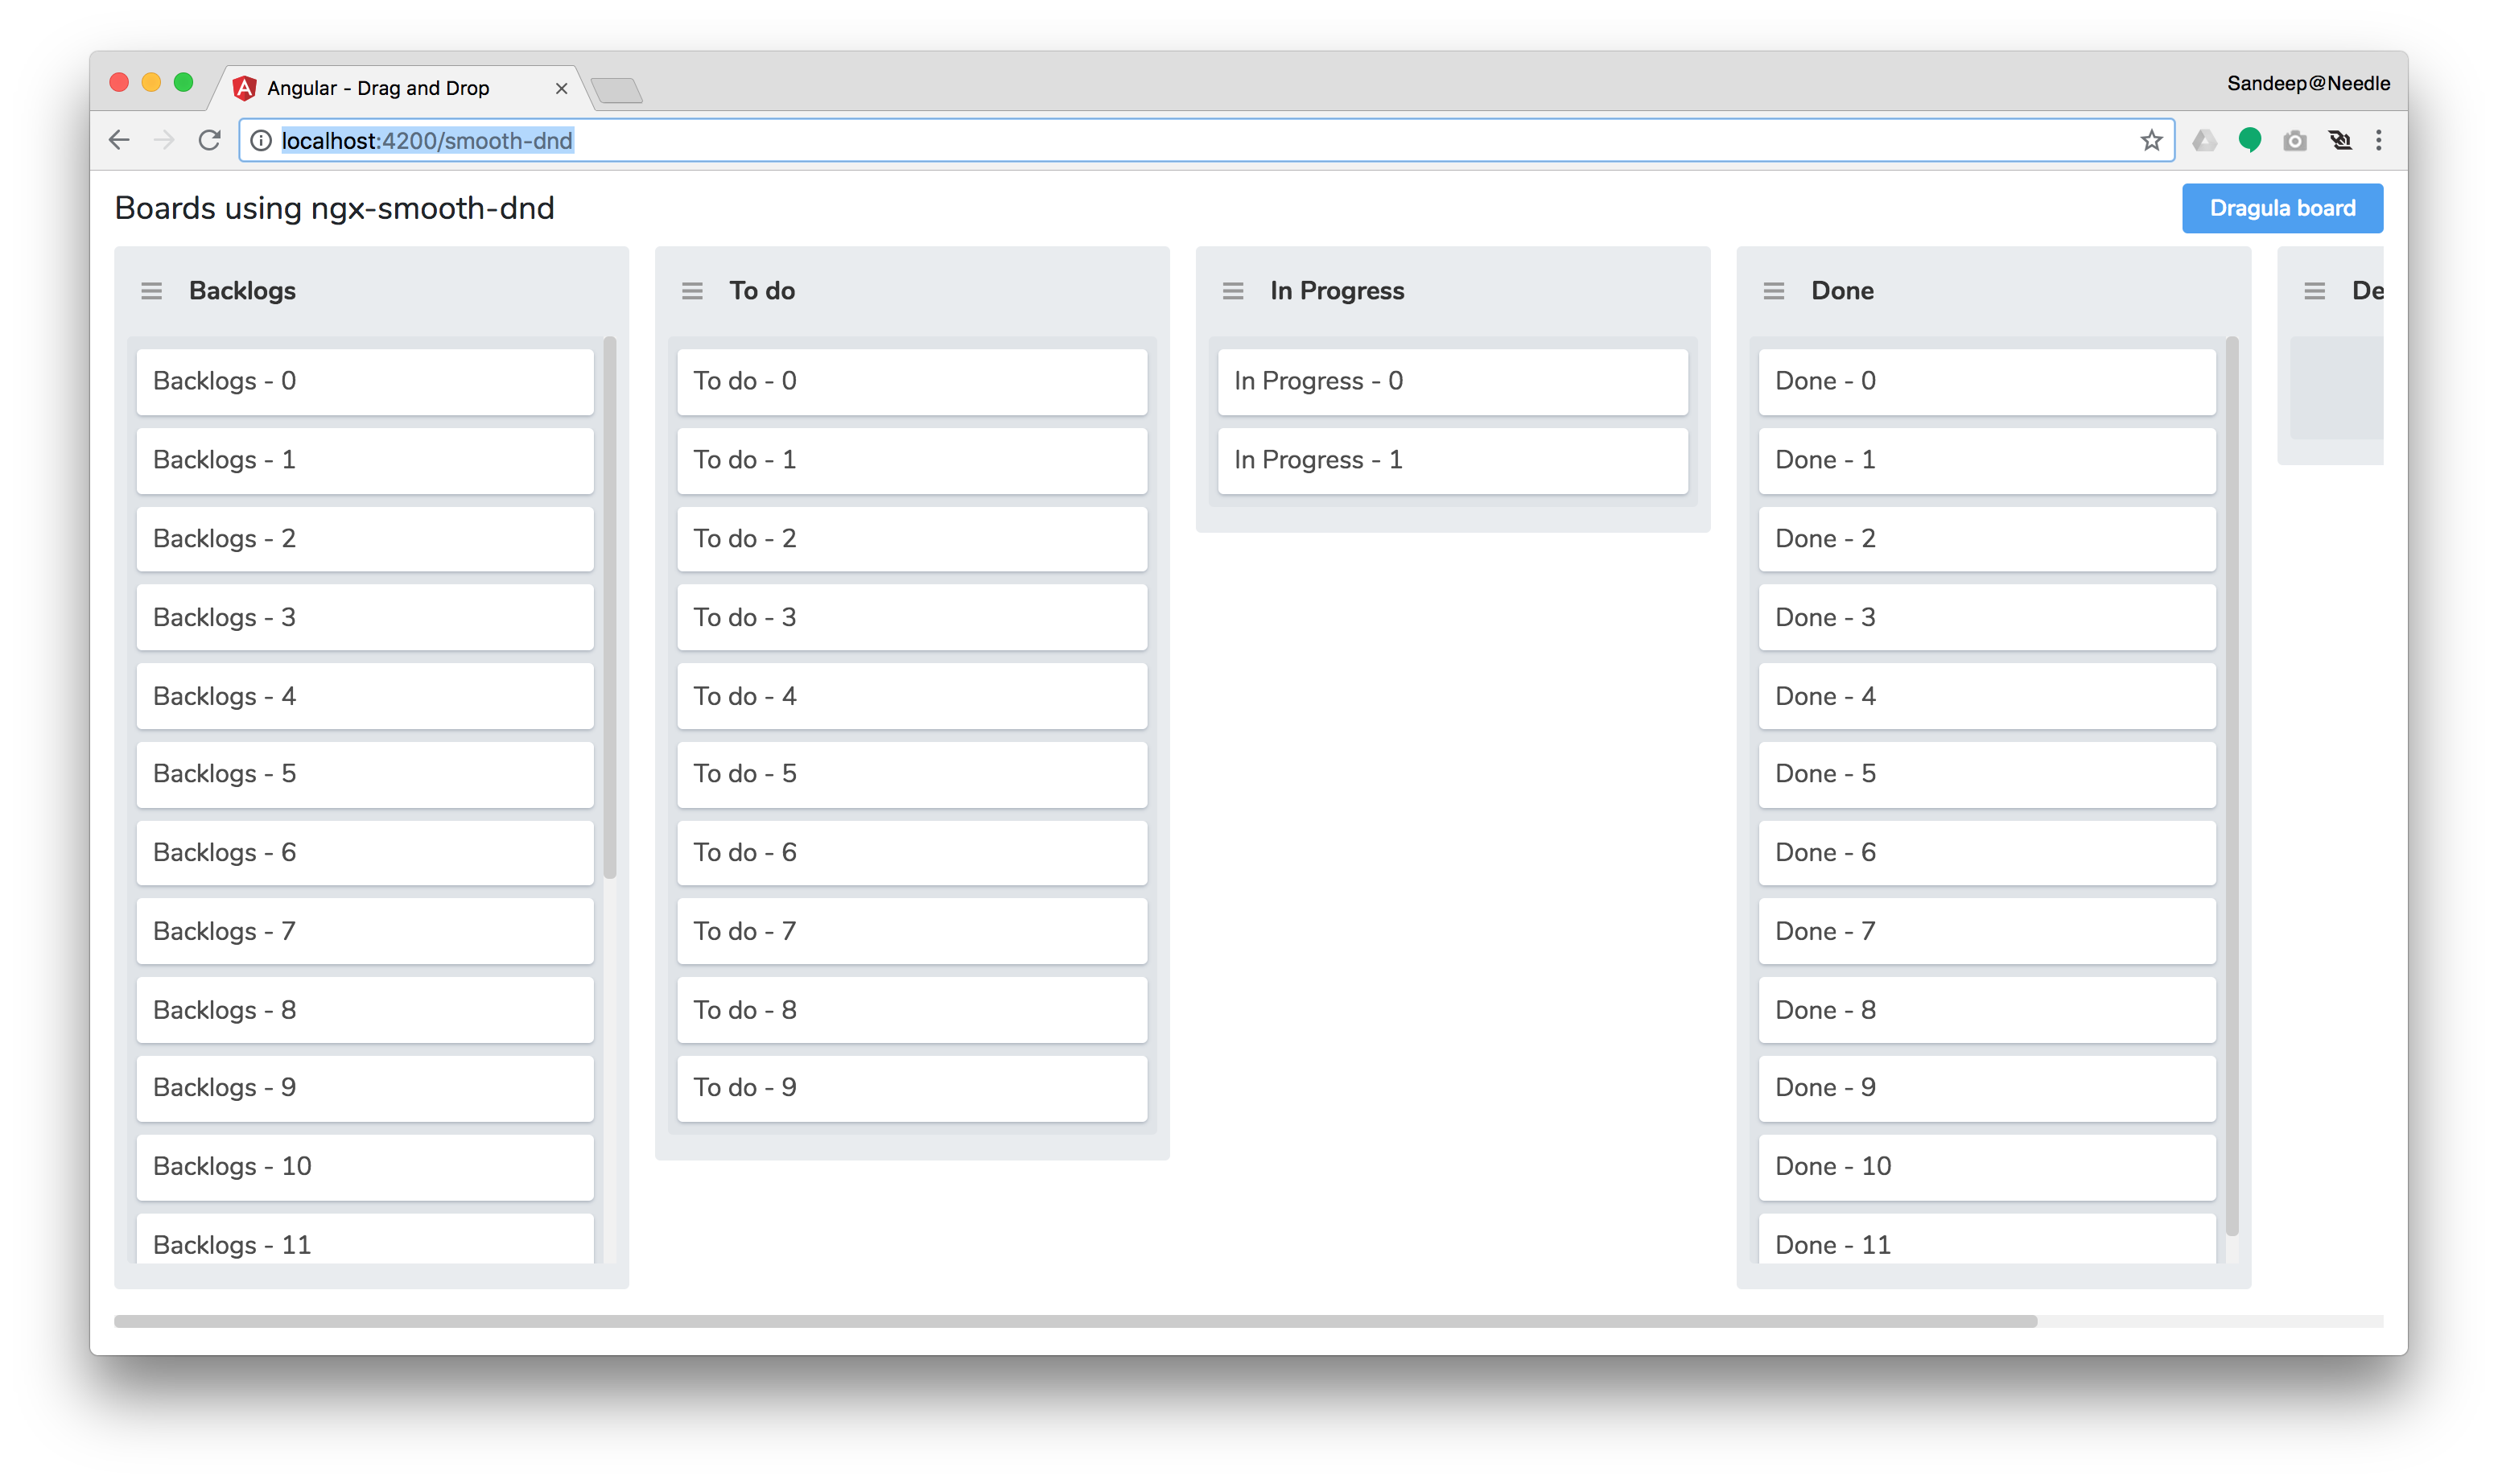 Angular - Drag and Drop
Sandeep@Needle
localhost:4200/smooth-dnd
Boards using ngx-smooth-dnd
Dragula board
Backlogs
Backlogs - 0
Backlogs - 1
Backlogs - 2
Backlogs - 3
Backlogs - 4
Backlogs - 5
Backlogs - 6
Backlogs - 7
Backlogs - 8
Backlogs - 9
Backlogs - 10
Backlogs - 11
To do
To do - 0
To do - 1
To do - 2
To do - 3
To do - 4
To do - 5
To do - 6
To do - 7
To do - 8
To do - 9
In Progress
In Progress - 0
In Progress - 1
Done
Done - 0
Done - 1
Done - 2
Done - 3
Done - 4
Done - 5
Done - 6
Done - 7
Done - 8
Done - 9
Done - 10
Done - 11
De